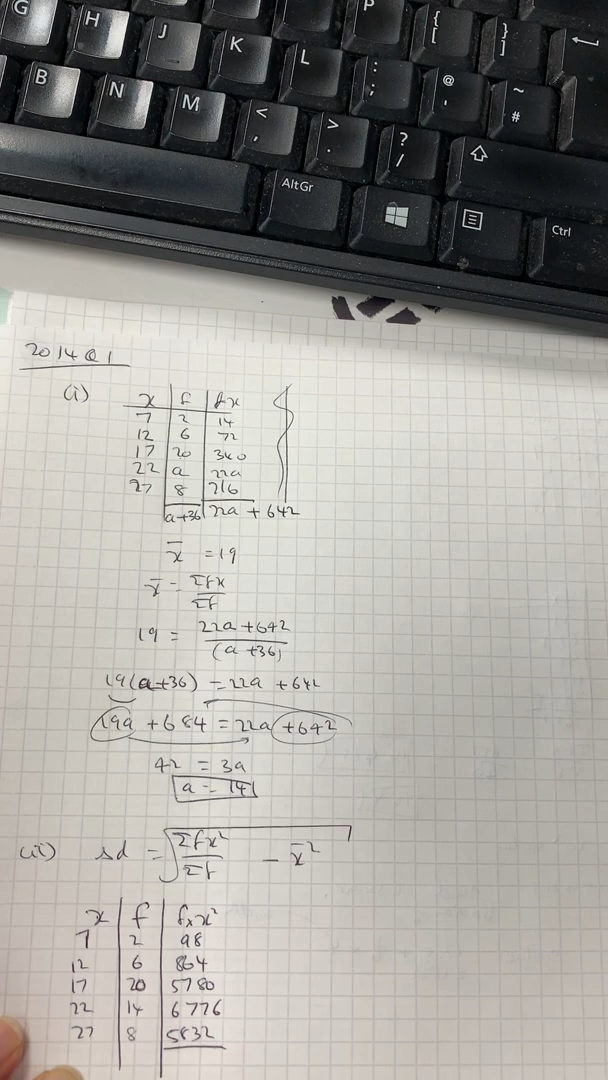 G
H
J
K
L
P
{ [
} ]
B
N
M
< ,
> .
? /
: ;
@ '
~ #
AltGr
Ctrl
2014 Q1
(i) x f fx
7 2 14
12 6 72
17 20 340
22 a 22a
27 8 216
a+36 22a + 642
x̄ = 19
x̄ = Σfx / Σf
19 = 22a + 642 / (a + 36)
19(a+36) = 22a + 642
19a + 684 = 22a + 642
42 = 3a
a = 14
(ii) sd = √(Σfx² / Σf − x̄²)
x f f×x²
7 2 98
12 6 864
17 20 5780
22 14 6776
27 8 5832